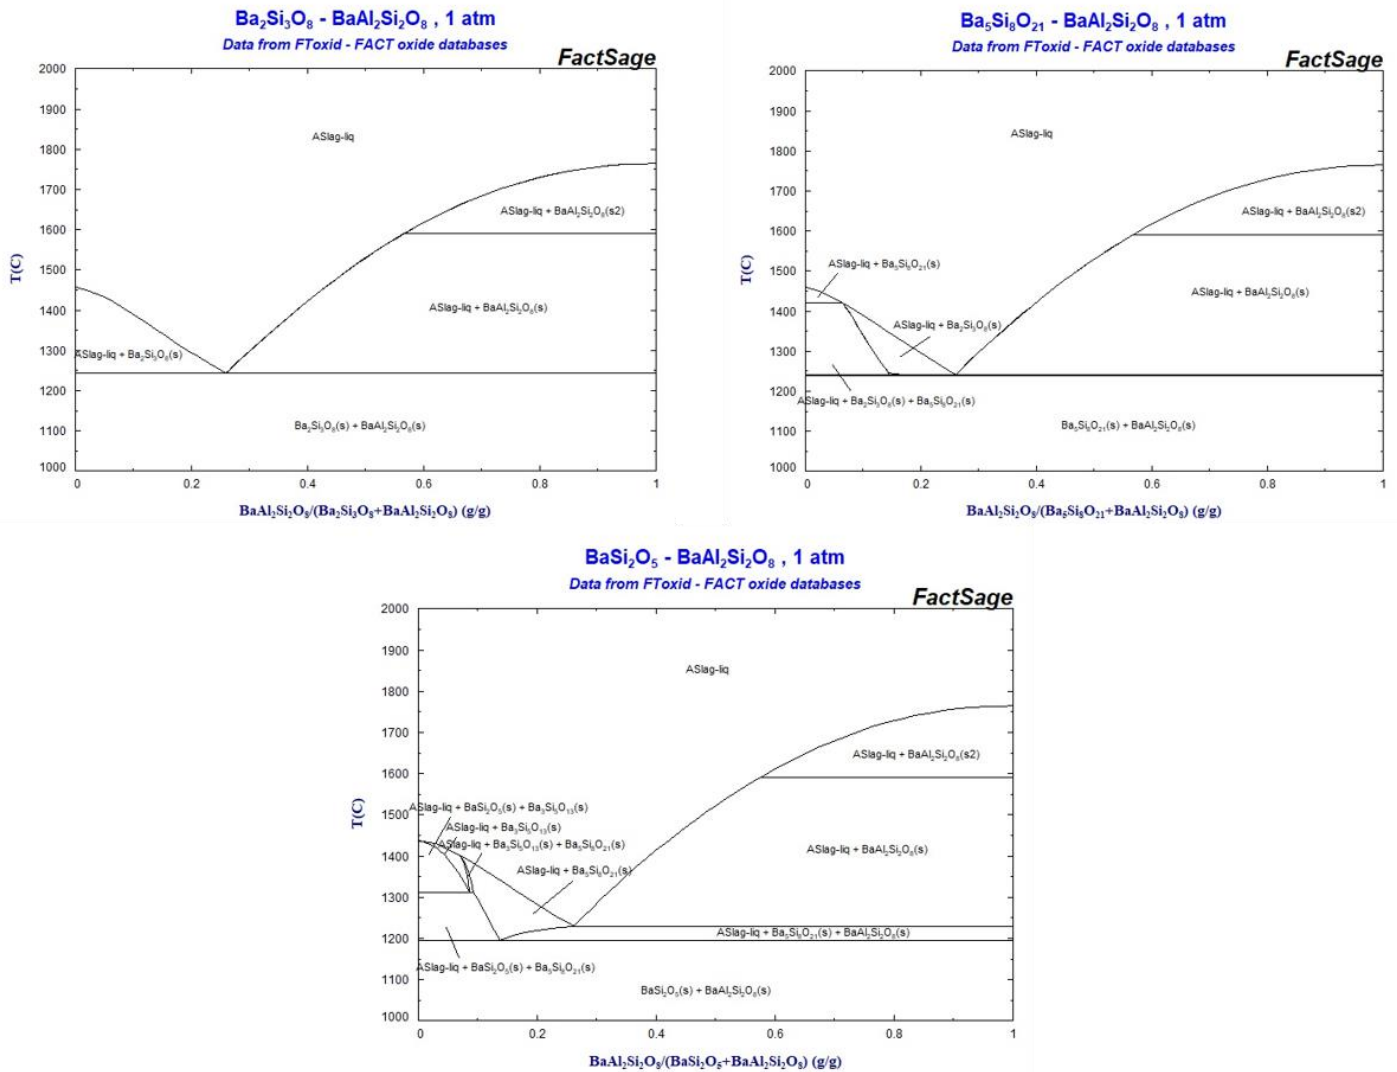 Ba₂Si₃O₈ - BaAl₂Si₂O₈ , 1 atm
Data from FToxid - FACT oxide databases
FactSage
2000
1900
1800
1700
1600
1500
1400
1300
1200
1100
1000
T(C)
ASlag-liq
ASlag-liq + BaAl₂Si₂O₈(s2)
ASlag-liq + BaAl₂Si₂O₈(s)
ASlag-liq + Ba₂Si₃O₈(s)
Ba₂Si₃O₈(s) + BaAl₂Si₂O₈(s)
0 0.2 0.4 0.6 0.8 1
BaAl₂Si₂O₈/(Ba₂Si₃O₈+BaAl₂Si₂O₈) (g/g)
Ba₅Si₈O₂₁ - BaAl₂Si₂O₈ , 1 atm
Data from FToxid - FACT oxide databases
FactSage
2000
1900
1800
1700
1600
1500
1400
1300
1200
1100
1000
T(C)
ASlag-liq
ASlag-liq + BaAl₂Si₂O₈(s2)
ASlag-liq + Ba₅Si₈O₂₁(s)
ASlag-liq + BaAl₂Si₂O₈(s)
ASlag-liq + Ba₂Si₃O₈(s)
ASlag-liq + Ba₂Si₃O₈(s) + Ba₅Si₈O₂₁(s)
Ba₅Si₈O₂₁(s) + BaAl₂Si₂O₈(s)
0 0.2 0.4 0.6 0.8 1
BaAl₂Si₂O₈/(Ba₅Si₈O₂₁+BaAl₂Si₂O₈) (g/g)
BaSi₂O₅ - BaAl₂Si₂O₈ , 1 atm
Data from FToxid - FACT oxide databases
FactSage
2000
1900
1800
1700
1600
1500
1400
1300
1200
1100
1000
T(C)
ASlag-liq
ASlag-liq + BaAl₂Si₂O₈(s2)
ASlag-liq + BaSi₂O₅(s) + Ba₃Si₅O₁₃(s)
ASlag-liq + Ba₃Si₅O₁₃(s)
ASlag-liq + Ba₃Si₅O₁₃(s) + Ba₅Si₈O₂₁(s)
ASlag-liq + BaAl₂Si₂O₈(s)
ASlag-liq + Ba₅Si₈O₂₁(s)
ASlag-liq + Ba₅Si₈O₂₁(s) + BaAl₂Si₂O₈(s)
ASlag-liq + BaSi₂O₅(s) + Ba₅Si₈O₂₁(s)
BaSi₂O₅(s) + BaAl₂Si₂O₈(s)
0 0.2 0.4 0.6 0.8 1
BaAl₂Si₂O₈/(BaSi₂O₅+BaAl₂Si₂O₈) (g/g)